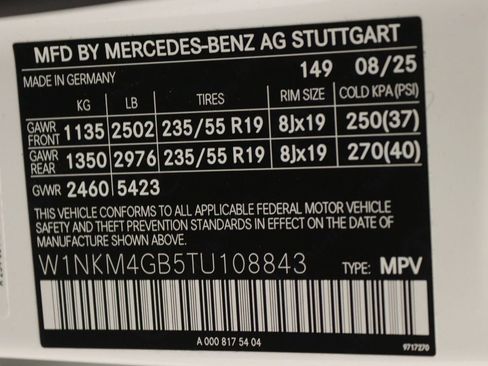 MFD BY MERCEDES-BENZ AG STUTTGART
MADE IN GERMANY 149 08/25
KG LB TIRES RIM SIZE COLD KPA (PSI)
GAWR FRONT 1135 2502 235/55 R19 8Jx19 250(37)
GAWR REAR 1350 2976 235/55 R19 8Jx19 270(40)
GVWR 2460 5423
THIS VEHICLE CONFORMS TO ALL APPLICABLE FEDERAL MOTOR VEHICLE
SAFETY AND THEFT PREVENTION STANDARDS IN EFFECT ON THE DATE
OF MANUFACTURE SHOWN ABOVE.
W1NKM4GB5TU108843 TYPE: MPV
A 000 817 54 04
9717270